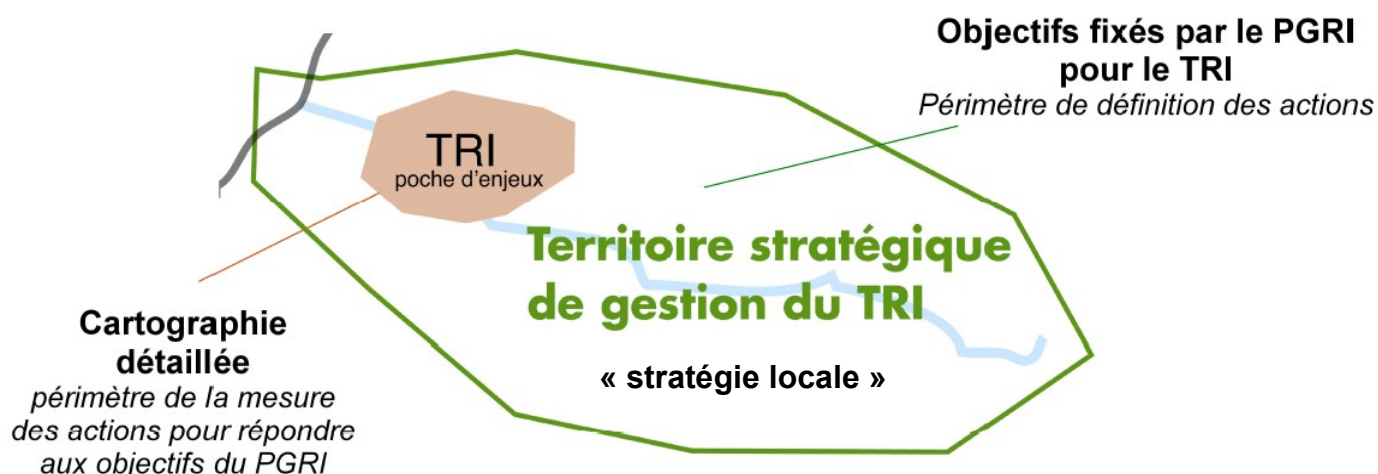 Objectifs fixés par le PGRI
pour le TRI
Périmètre de définition des actions
TRI
poche d'enjeux
Territoire stratégique
de gestion du TRI
« stratégie locale »
Cartographie
détaillée
périmètre de la mesure
des actions pour répondre
aux objectifs du PGRI